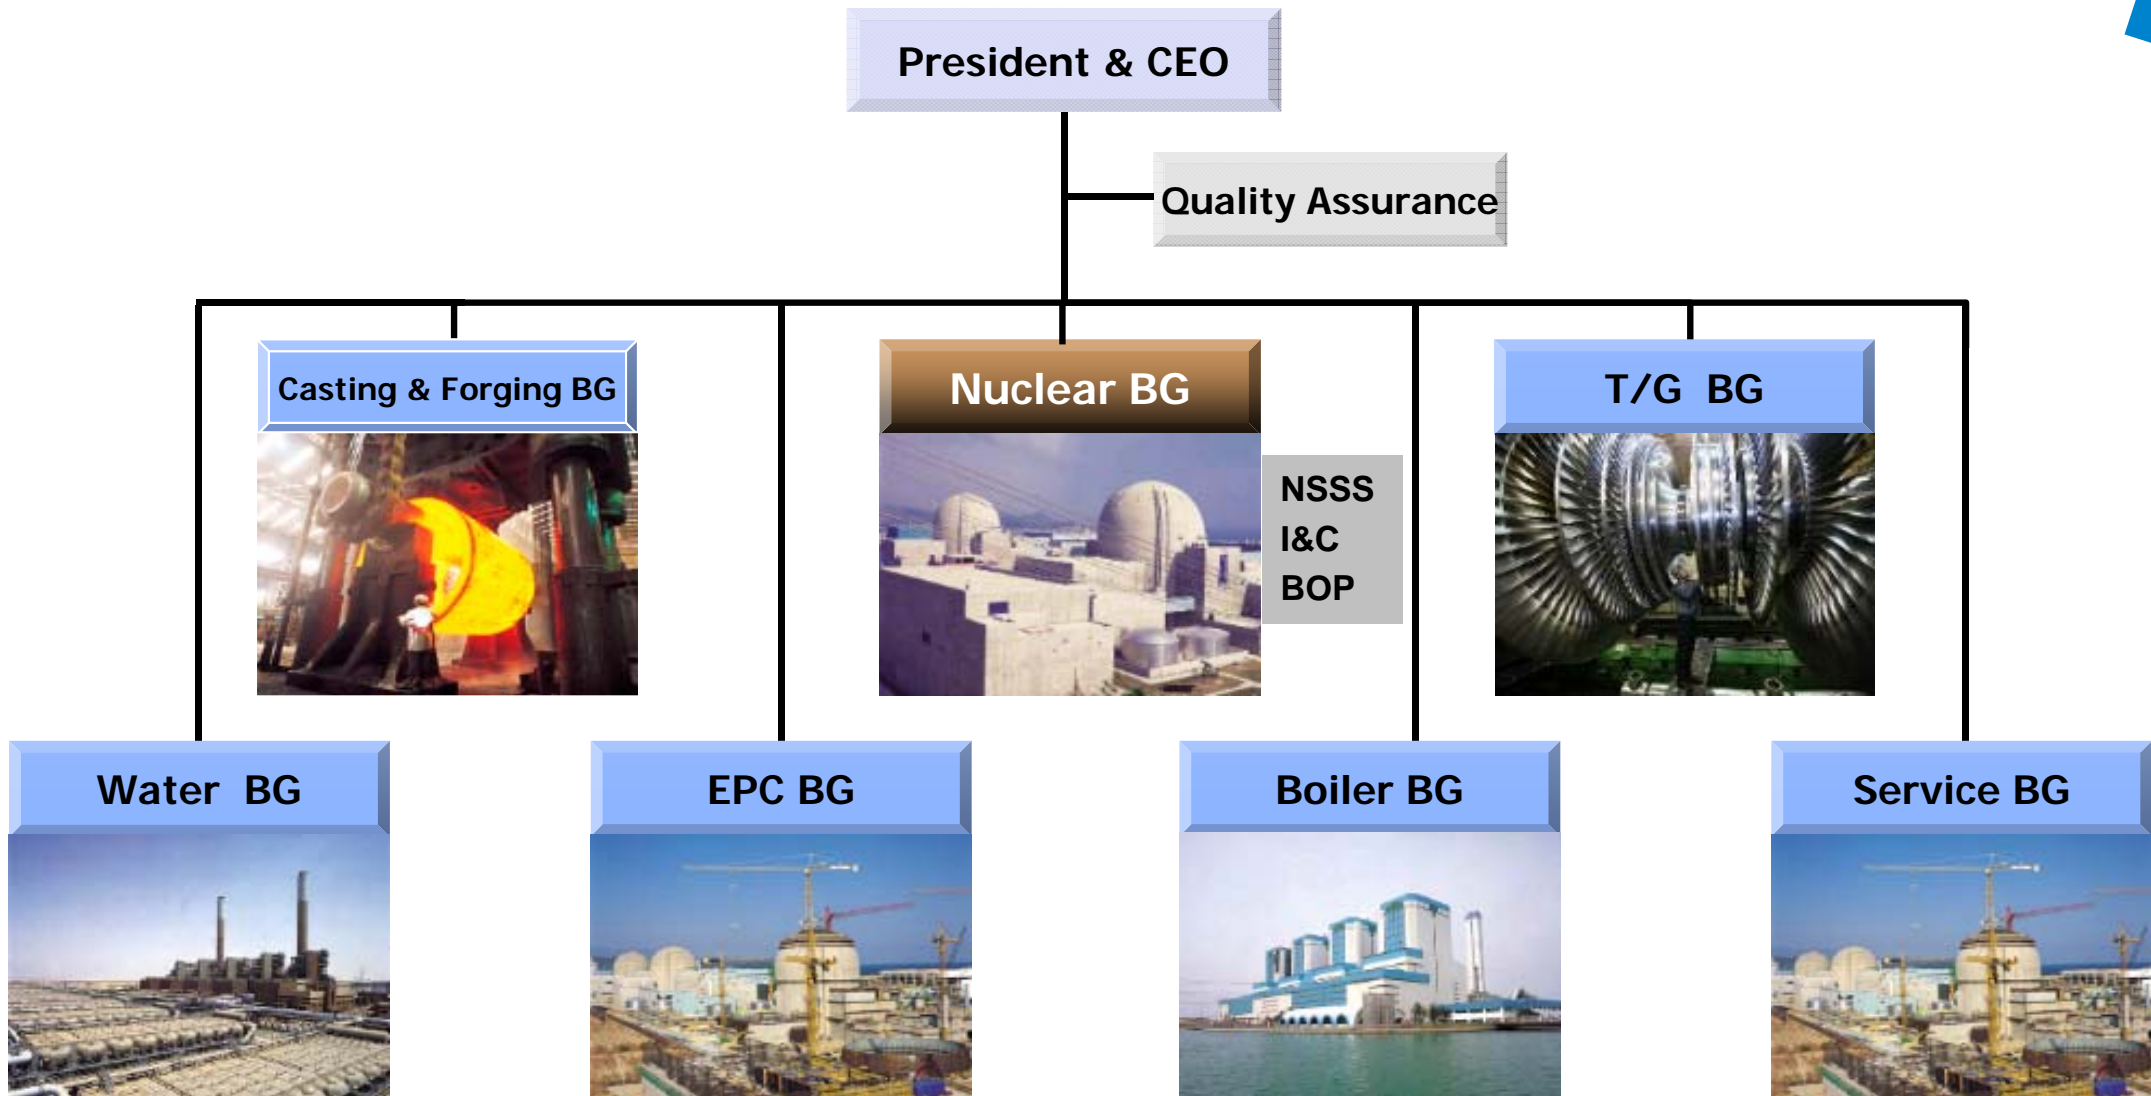 President & CEO
Quality Assurance
Casting & Forging BG
Nuclear BG
T/G BG
NSSS
I&C
BOP
Water BG
EPC BG
Boiler BG
Service BG